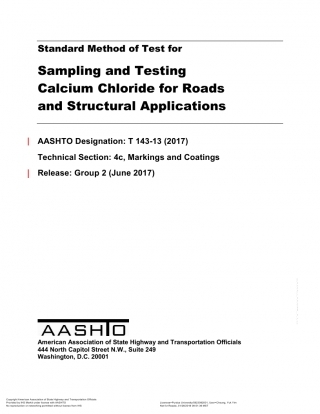 Standard Method of Test for
Sampling and Testing
Calcium Chloride for Roads
and Structural Applications
AASHTO Designation: T 143-13 (2017)
Technical Section: 4c, Markings and Coatings
Release: Group 2 (June 2017)
AASHTO
American Association of State Highway and Transportation Officials
444 North Capitol Street N.W., Suite 249
Washington, D.C. 20001